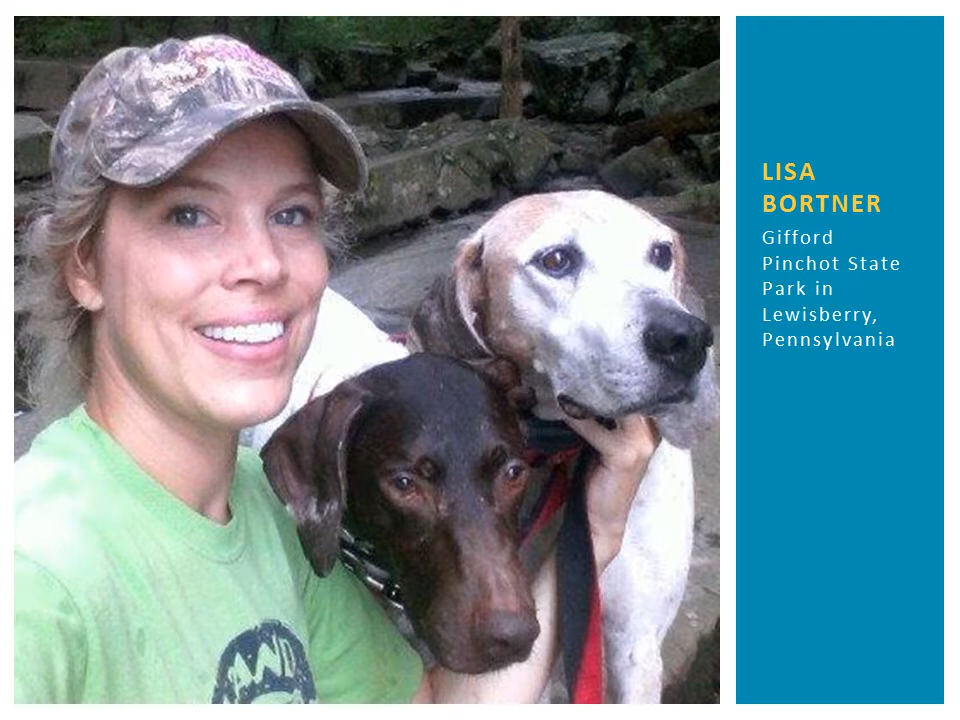 LISA
BORTNER
Gifford
Pinchot State
Park in
Lewisberry,
Pennsylvania